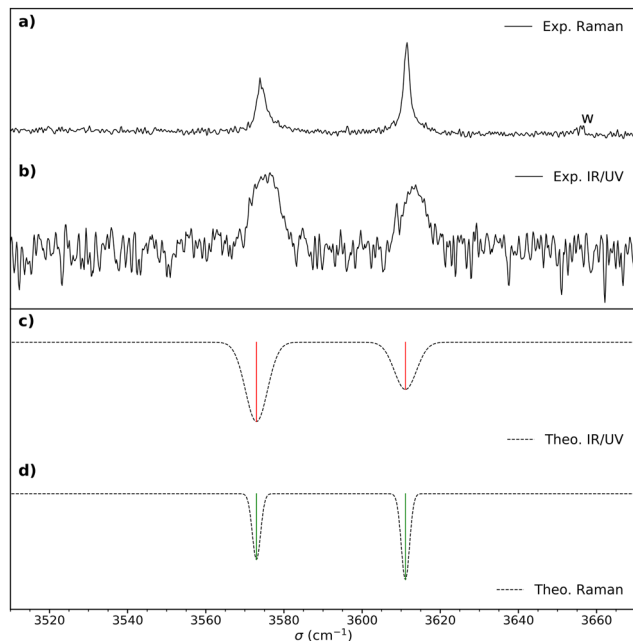 a)
Exp. Raman
w
b)
Exp. IR/UV
c)
Theo. IR/UV
d)
Theo. Raman
3520 3540 3560 3580 3600 3620 3640 3660
σ (cm⁻¹)